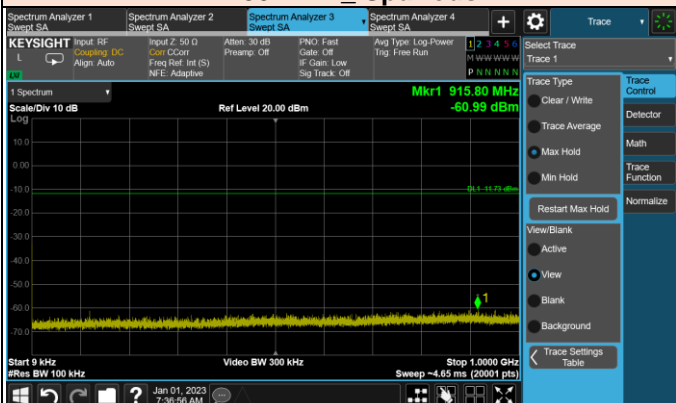 Spectrum Analyzer 1
Swept SA
Spectrum Analyzer 2
Swept SA
Spectrum Analyzer 3
Swept SA
Spectrum Analyzer 4
Swept SA
Trace
KEYSIGHT
L
LXI
Input: RF
Coupling: DC
Align: Auto
Input Z: 50 Ω
Corr CCorr
Freq Ref: Int (S)
NFE: Adaptive
Atten: 30 dB
Preamp: Off
PNO: Fast
Gate: Off
IF Gain: Low
Sig Track: Off
Avg Type: Log-Power
Trig: Free Run
1 2 3 4 5 6
M W W W W W
P N N N N N
Select Trace
Trace 1
1 Spectrum
Scale/Div 10 dB
Log
Ref Level 20.00 dBm
Mkr1 915.80 MHz
-60.99 dBm
10.0
0.00
-10.0
-20.0
-30.0
-40.0
-50.0
-60.0
-70.0
DL1 -11.73 dBm
1
Start 9 kHz
#Res BW 100 kHz
Video BW 300 kHz
Stop 1.0000 GHz
Sweep ~4.65 ms (20001 pts)
Trace Type
Clear / Write
Trace Average
Max Hold
Min Hold
Restart Max Hold
View/Blank
Active
View
Blank
Background
Trace Settings
Table
Trace
Control
Detector
Math
Trace
Function
Normalize
Jan 01, 2023
7:36:56 AM